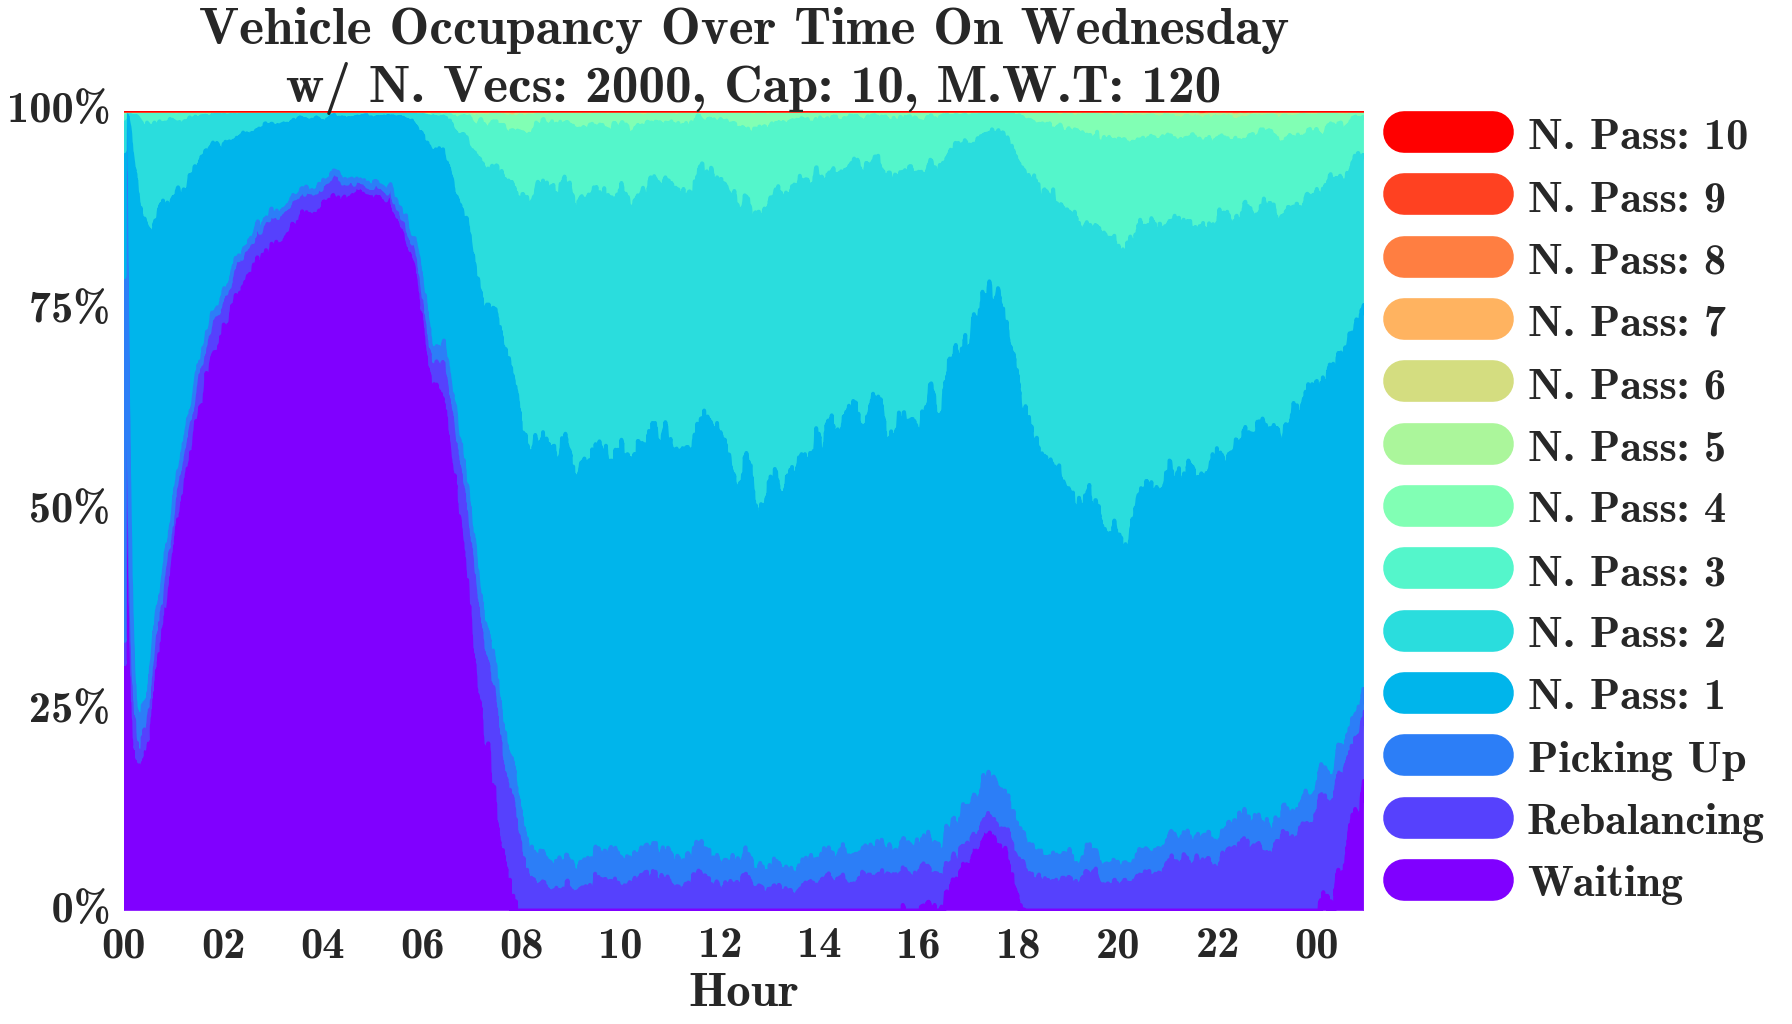 Vehicle Occupancy Over Time On Wednesday
w/ N. Vecs: 2000, Cap: 10, M.W.T: 120
100%
75%
50%
25%
0%
00 02 04 06 08 10 12 14 16 18 20 22 00
Hour
N. Pass: 10
N. Pass: 9
N. Pass: 8
N. Pass: 7
N. Pass: 6
N. Pass: 5
N. Pass: 4
N. Pass: 3
N. Pass: 2
N. Pass: 1
Picking Up
Rebalancing
Waiting